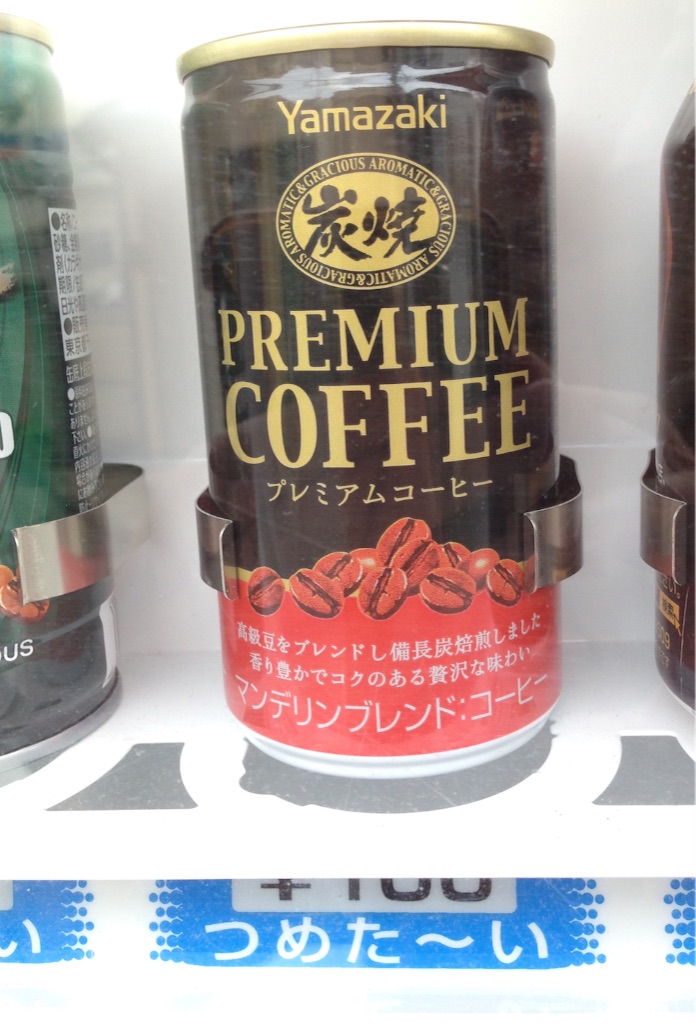 Yamazaki
AROMATIC&GRACIOUS AROMATIC&GRACIOUS AROMATIC&GRACIOUS
炭焼
PREMIUM
COFFEE
プレミアムコーヒー
高級豆をブレンドし備長炭焙煎しました
香り豊かでコクのある贅沢な味わい
マンデリンブレンド:コーヒー
¥100
つめた〜い
い